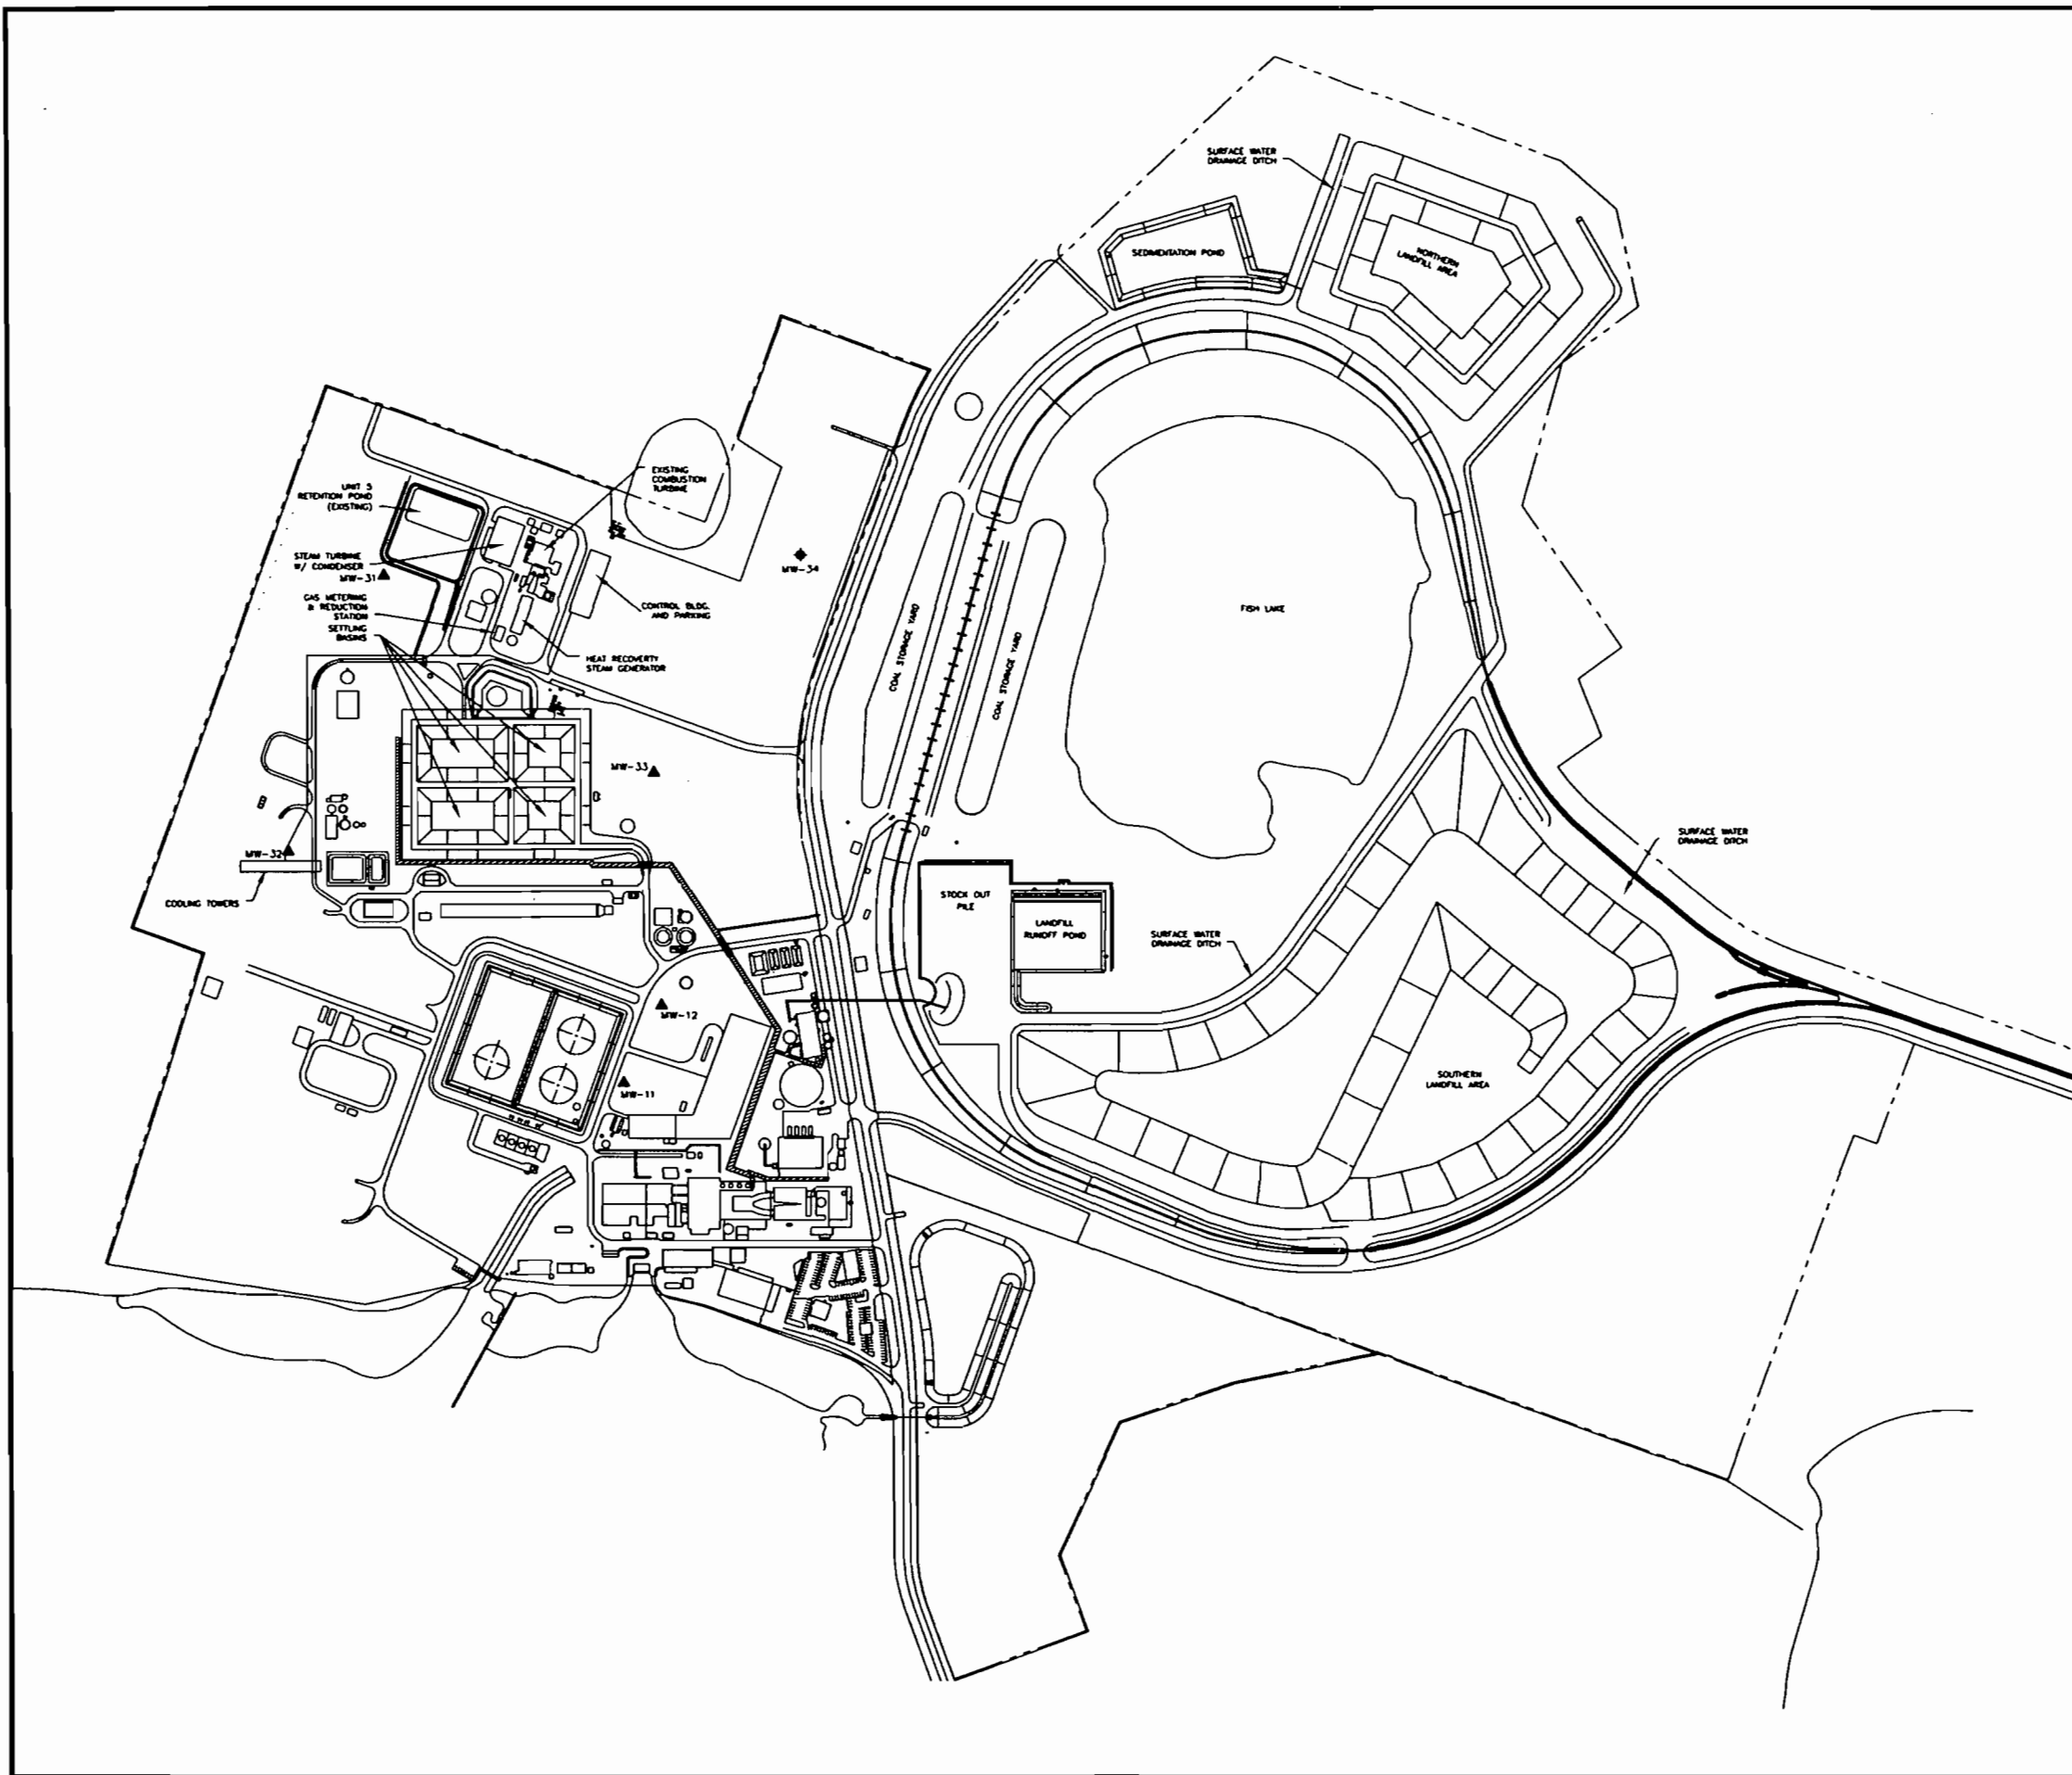 SURFACE WATER
DRAINAGE DITCH
SEDIMENTATION POND
NORTHERN
LANDFILL AREA
EXISTING
COMBUSTION
TURBINE
UNIT 5
RETENTION POND
(EXISTING)
STEAM TURBINE
W/ CONDENSER
MW-31
MW-34
GAS METERING
& REDUCTION
STATION
SETTLING
BASINS
CONTROL BLDG.
AND PARKING
HEAT RECOVERTY
STEAM GENERATOR
COAL STORAGE YARD
COAL STORAGE YARD
FISH LAKE
MW-33
MW-32
COOLING TOWERS
SURFACE WATER
DRAINAGE DITCH
STOCK OUT
PILE
LANDFILL
RUNOFF POND
SURFACE WATER
DRAINAGE DITCH
MW-12
MW-11
SOUTHERN
LANDFILL AREA